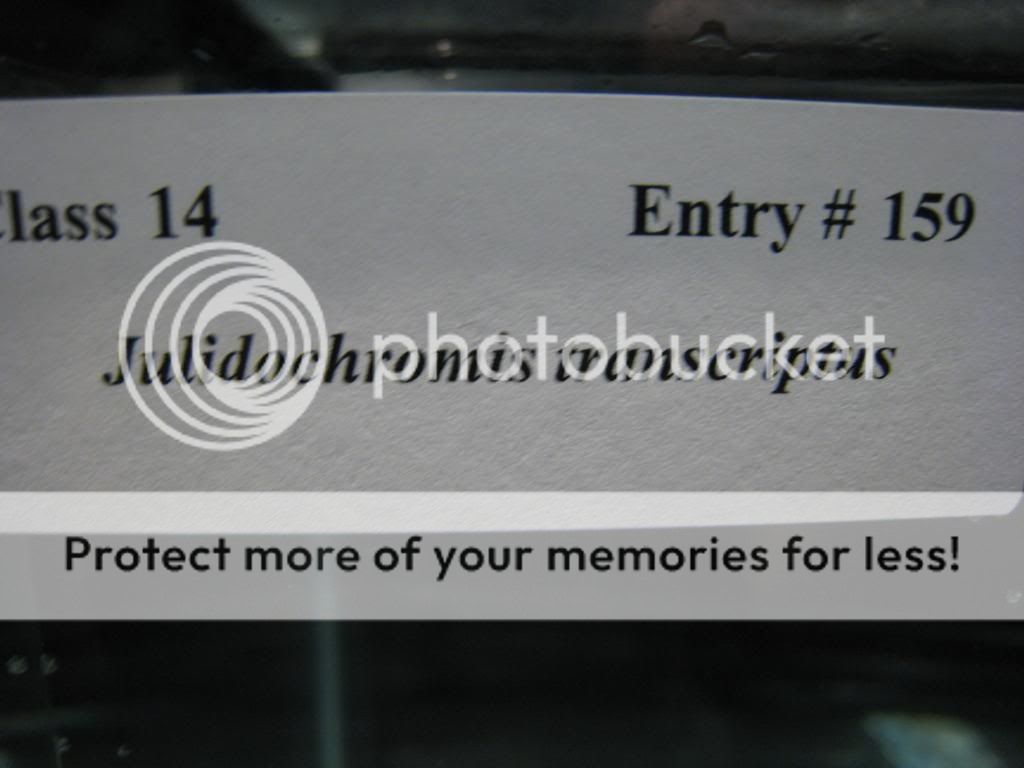 Class 14 Entry # 159
Julidochromis transcriptus
photobucket
Protect more of your memories for less!